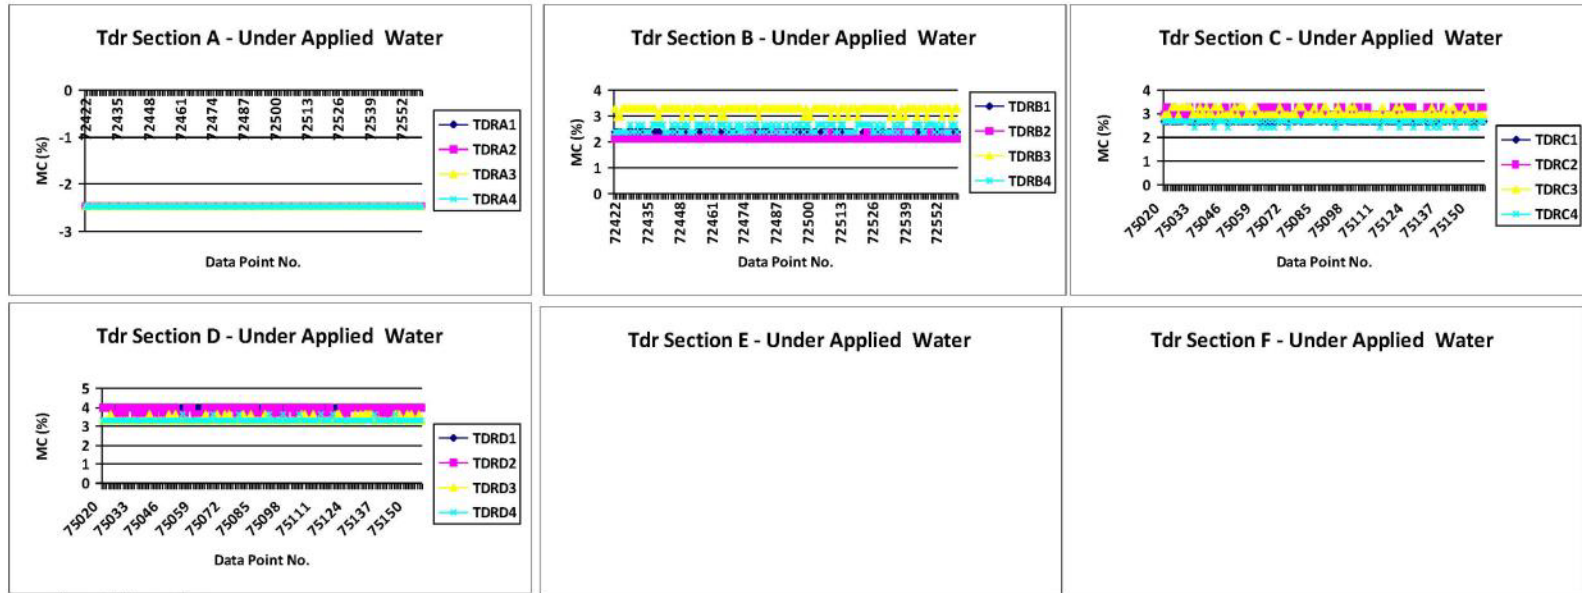 Tdr Section A - Under Applied Water
0
-1
-2
-3
MC (%)
72422
72435
72448
72461
72474
72487
72500
72513
72526
72539
72552
Data Point No.
TDRA1
TDRA2
TDRA3
TDRA4
Tdr Section B - Under Applied Water
4
3
2
1
0
MC (%)
72422
72435
72448
72461
72474
72487
72500
72513
72526
72539
72552
Data Point No.
TDRB1
TDRB2
TDRB3
TDRB4
Tdr Section C - Under Applied Water
4
3
2
1
0
MC (%)
75020
75033
75046
75059
75072
75085
75098
75111
75124
75137
75150
Data Point No.
TDRC1
TDRC2
TDRC3
TDRC4
Tdr Section D - Under Applied Water
5
4
3
2
1
0
MC (%)
75020
75033
75046
75059
75072
75085
75098
75111
75124
75137
75150
Data Point No.
TDRD1
TDRD2
TDRD3
TDRD4
Tdr Section E - Under Applied Water
Tdr Section F - Under Applied Water